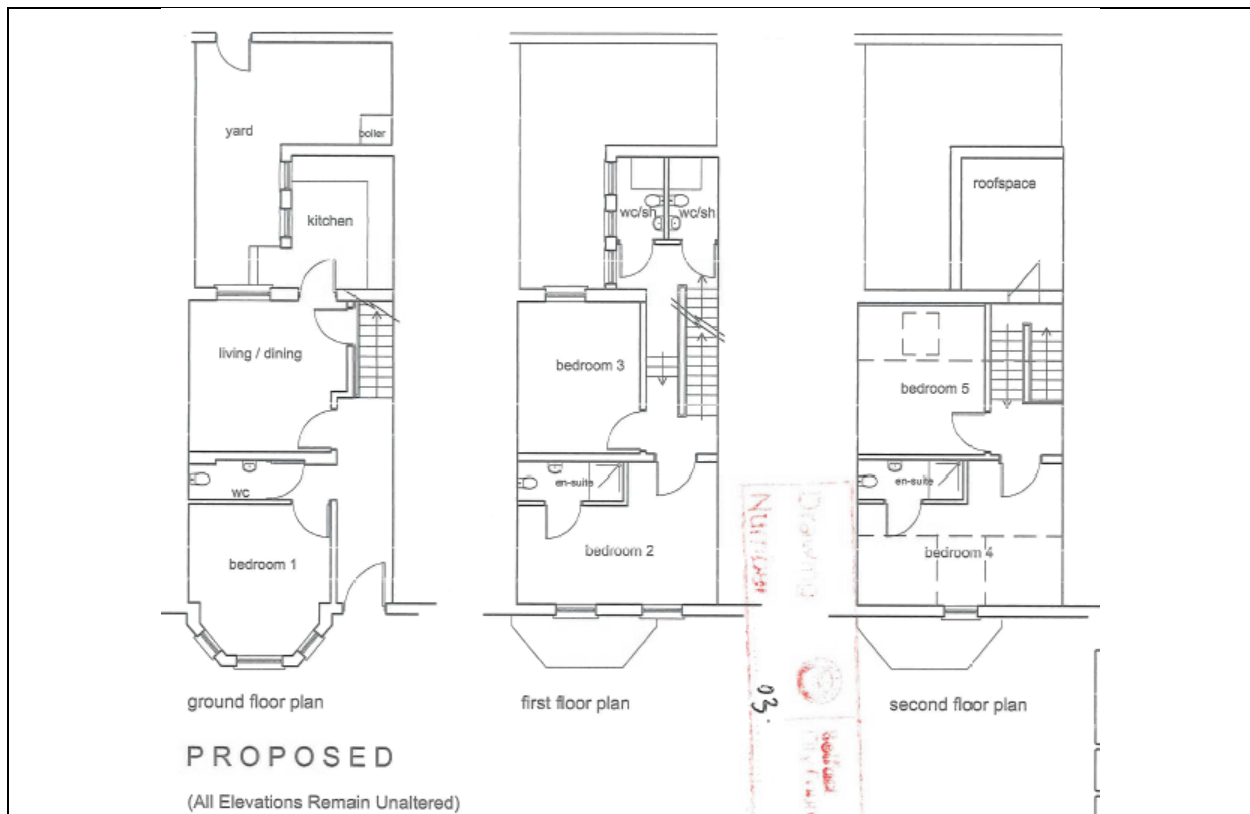 yard
boiler
kitchen
living / dining
wc
bedroom 1
ground floor plan
wc/sh
wc/sh
bedroom 3
en-suite
bedroom 2
first floor plan
roofspace
bedroom 5
en-suite
bedroom 4
second floor plan
Drawing
Number
03.
PROPOSED
(All Elevations Remain Unaltered)